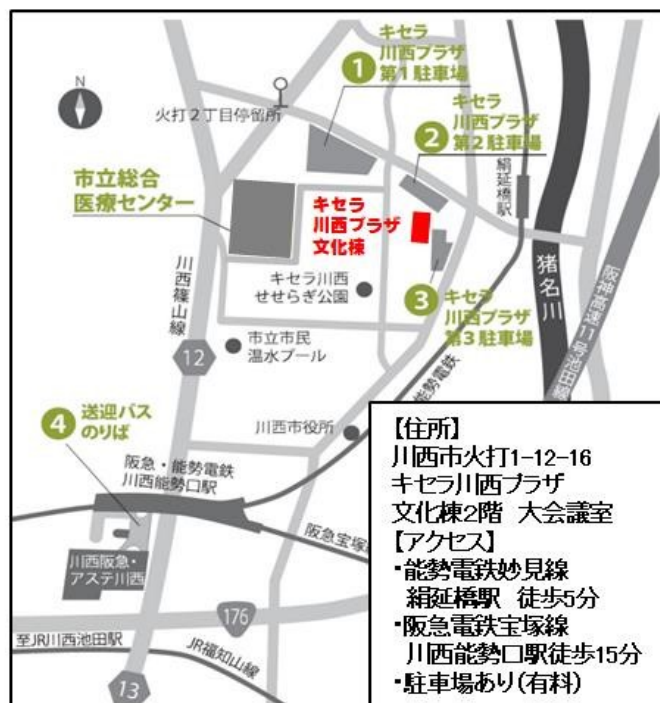 キセラ
川西プラザ
第1駐車場
1
N
火打2丁目停留所
キセラ
川西プラザ
第2駐車場
2
絹延橋駅
市立総合
医療センター
キセラ
川西プラザ
文化棟
川西篠山線
キセラ川西
せせらぎ公園
3
キセラ
川西プラザ
第3駐車場
猪名川
阪神高速11号池田線
12
市立市民
温水プール
能勢電鉄
4
送迎バス
のりば
川西市役所
阪急・能勢電鉄
川西能勢口駅
阪急宝塚
川西阪急・
アステ川西
176
至JR川西池田駅
JR福知山線
13
【住所】
川西市火打1-12-16
キセラ川西プラザ
文化棟2階 大会議室
【アクセス】
・能勢電鉄妙見線
絹延橋駅 徒歩5分
・阪急電鉄宝塚線
川西能勢口駅徒歩15分
・駐車場あり(有料)